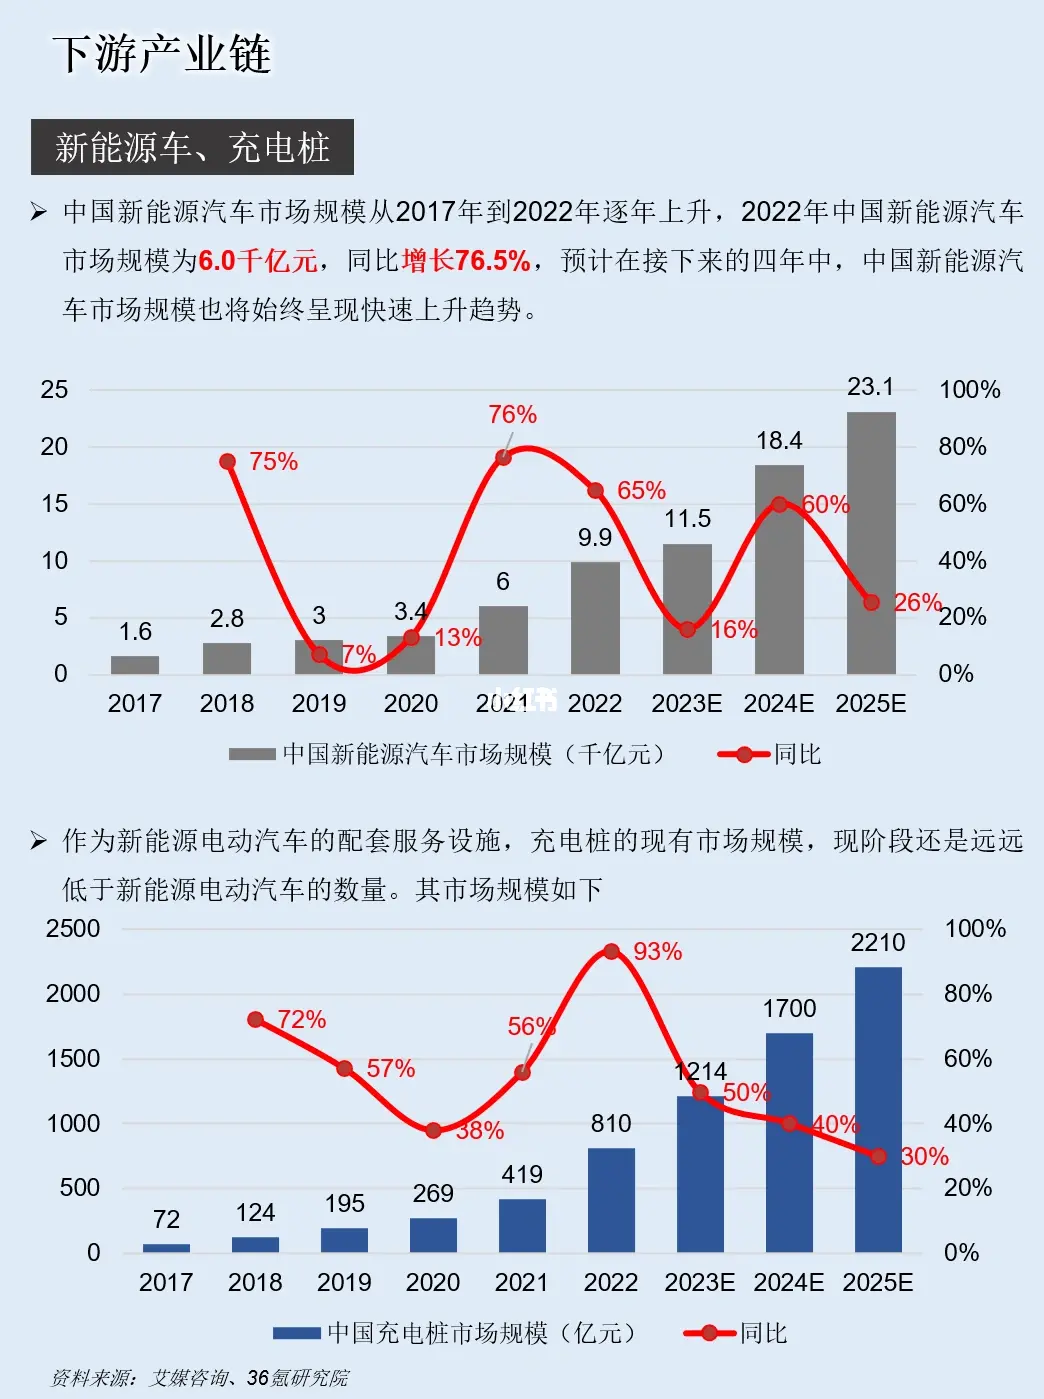 下游产业链
新能源车、充电桩
➢ 中国新能源汽车市场规模从2017年到2022年逐年上升，2022年中国新能源汽车
市场规模为6.0千亿元，同比增长76.5%，预计在接下来的四年中，中国新能源汽
车市场规模也将始终呈现快速上升趋势。
25 20 15 10 5 0
100% 80% 60% 40% 20% 0%
1.6 2.8 3 3.4 6 9.9 11.5 18.4 23.1
75% 7% 13% 76% 65% 16% 60% 26%
2017 2018 2019 2020 2021 2022 2023E 2024E 2025E
小红书
中国新能源汽车市场规模（千亿元） 同比
➢ 作为新能源电动汽车的配套服务设施，充电桩的现有市场规模，现阶段还是远远
低于新能源电动汽车的数量。其市场规模如下
2500 2000 1500 1000 500 0
100% 80% 60% 40% 20% 0%
72 124 195 269 419 810 1214 1700 2210
72% 57% 38% 56% 93% 50% 40% 30%
2017 2018 2019 2020 2021 2022 2023E 2024E 2025E
中国充电桩市场规模（亿元） 同比
资料来源：艾媒咨询、36氪研究院